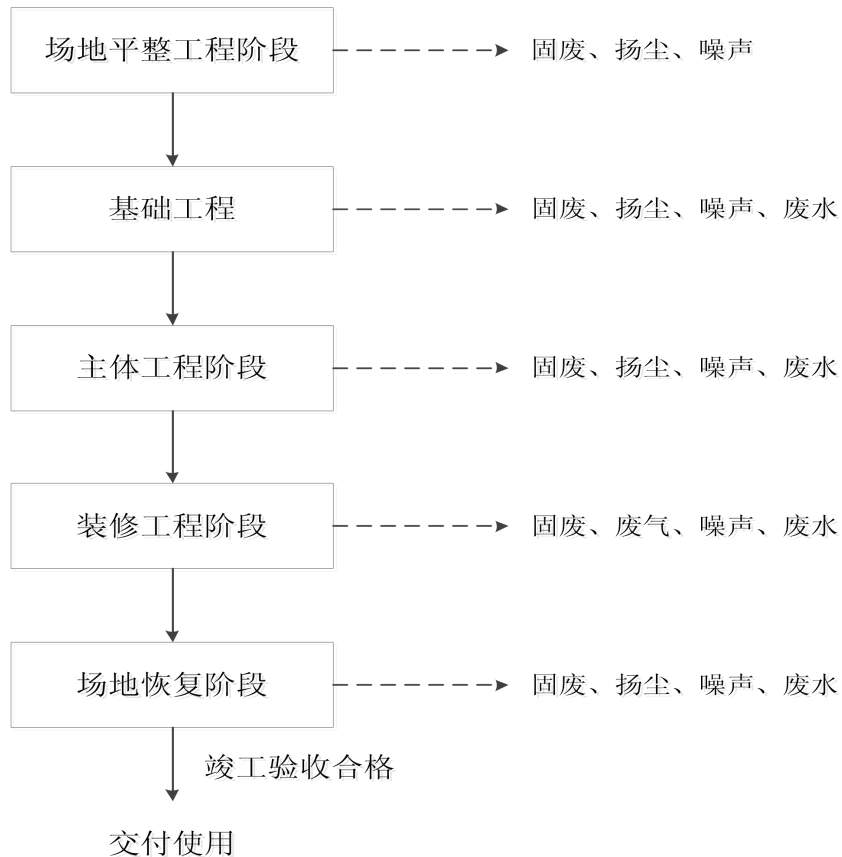 场地平整工程阶段
固废、扬尘、噪声
基础工程
固废、扬尘、噪声、废水
主体工程阶段
固废、扬尘、噪声、废水
装修工程阶段
固废、废气、噪声、废水
场地恢复阶段
固废、扬尘、噪声、废水
竣工验收合格
交付使用